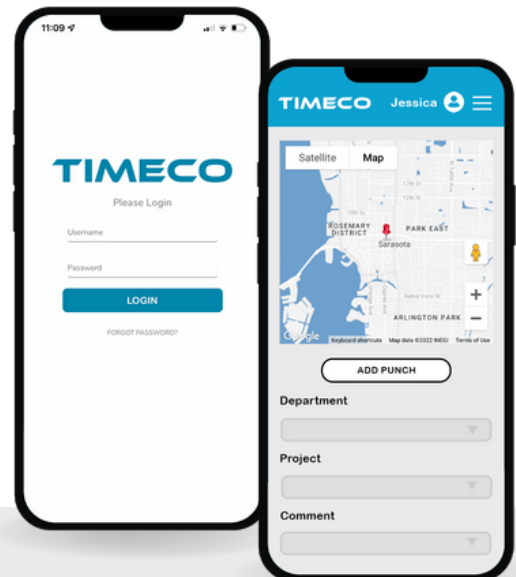 11:09
TIMECO
Please Login
Username
Password
LOGIN
FORGOT PASSWORD?
TIMECO Jessica
Satellite Map
ROSEMARY
DISTRICT
PARK EAST
Sarasota
ARLINGTON PARK
Google
Keyboard shortcuts Map data ©2022 INEGI Terms of Use
ADD PUNCH
Department
Project
Comment